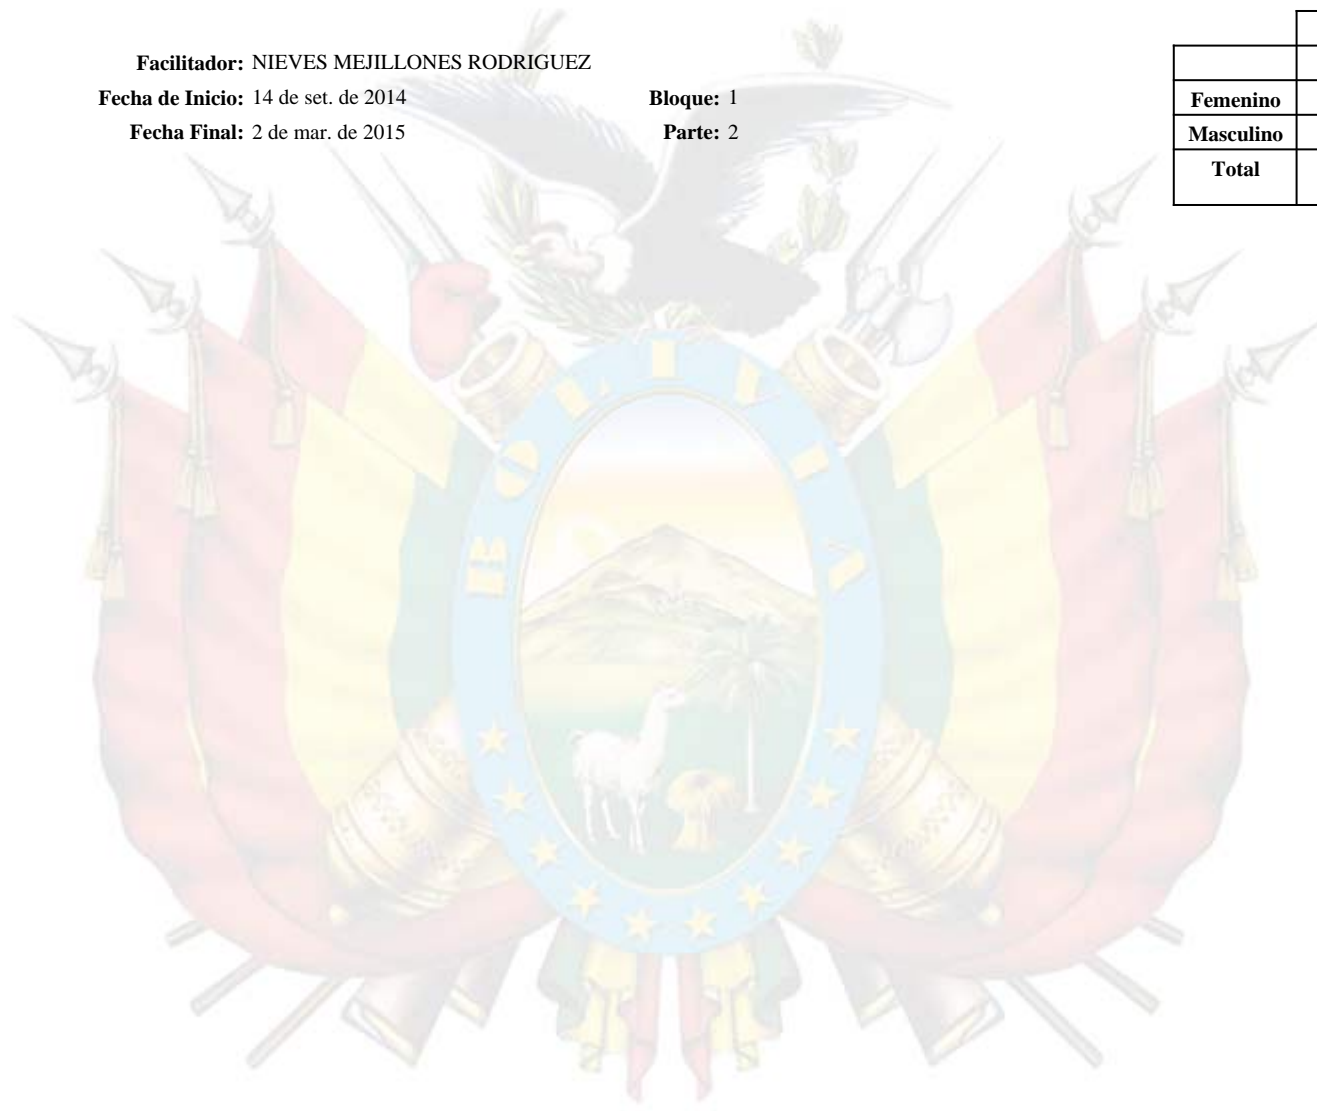 Facilitador: NIEVES MEJILLONES RODRIGUEZ
Fecha de Inicio: 14 de set. de 2014 Bloque: 1
Fecha Final: 2 de mar. de 2015 Parte: 2
Femenino
Masculino
Total
BOLIVIA